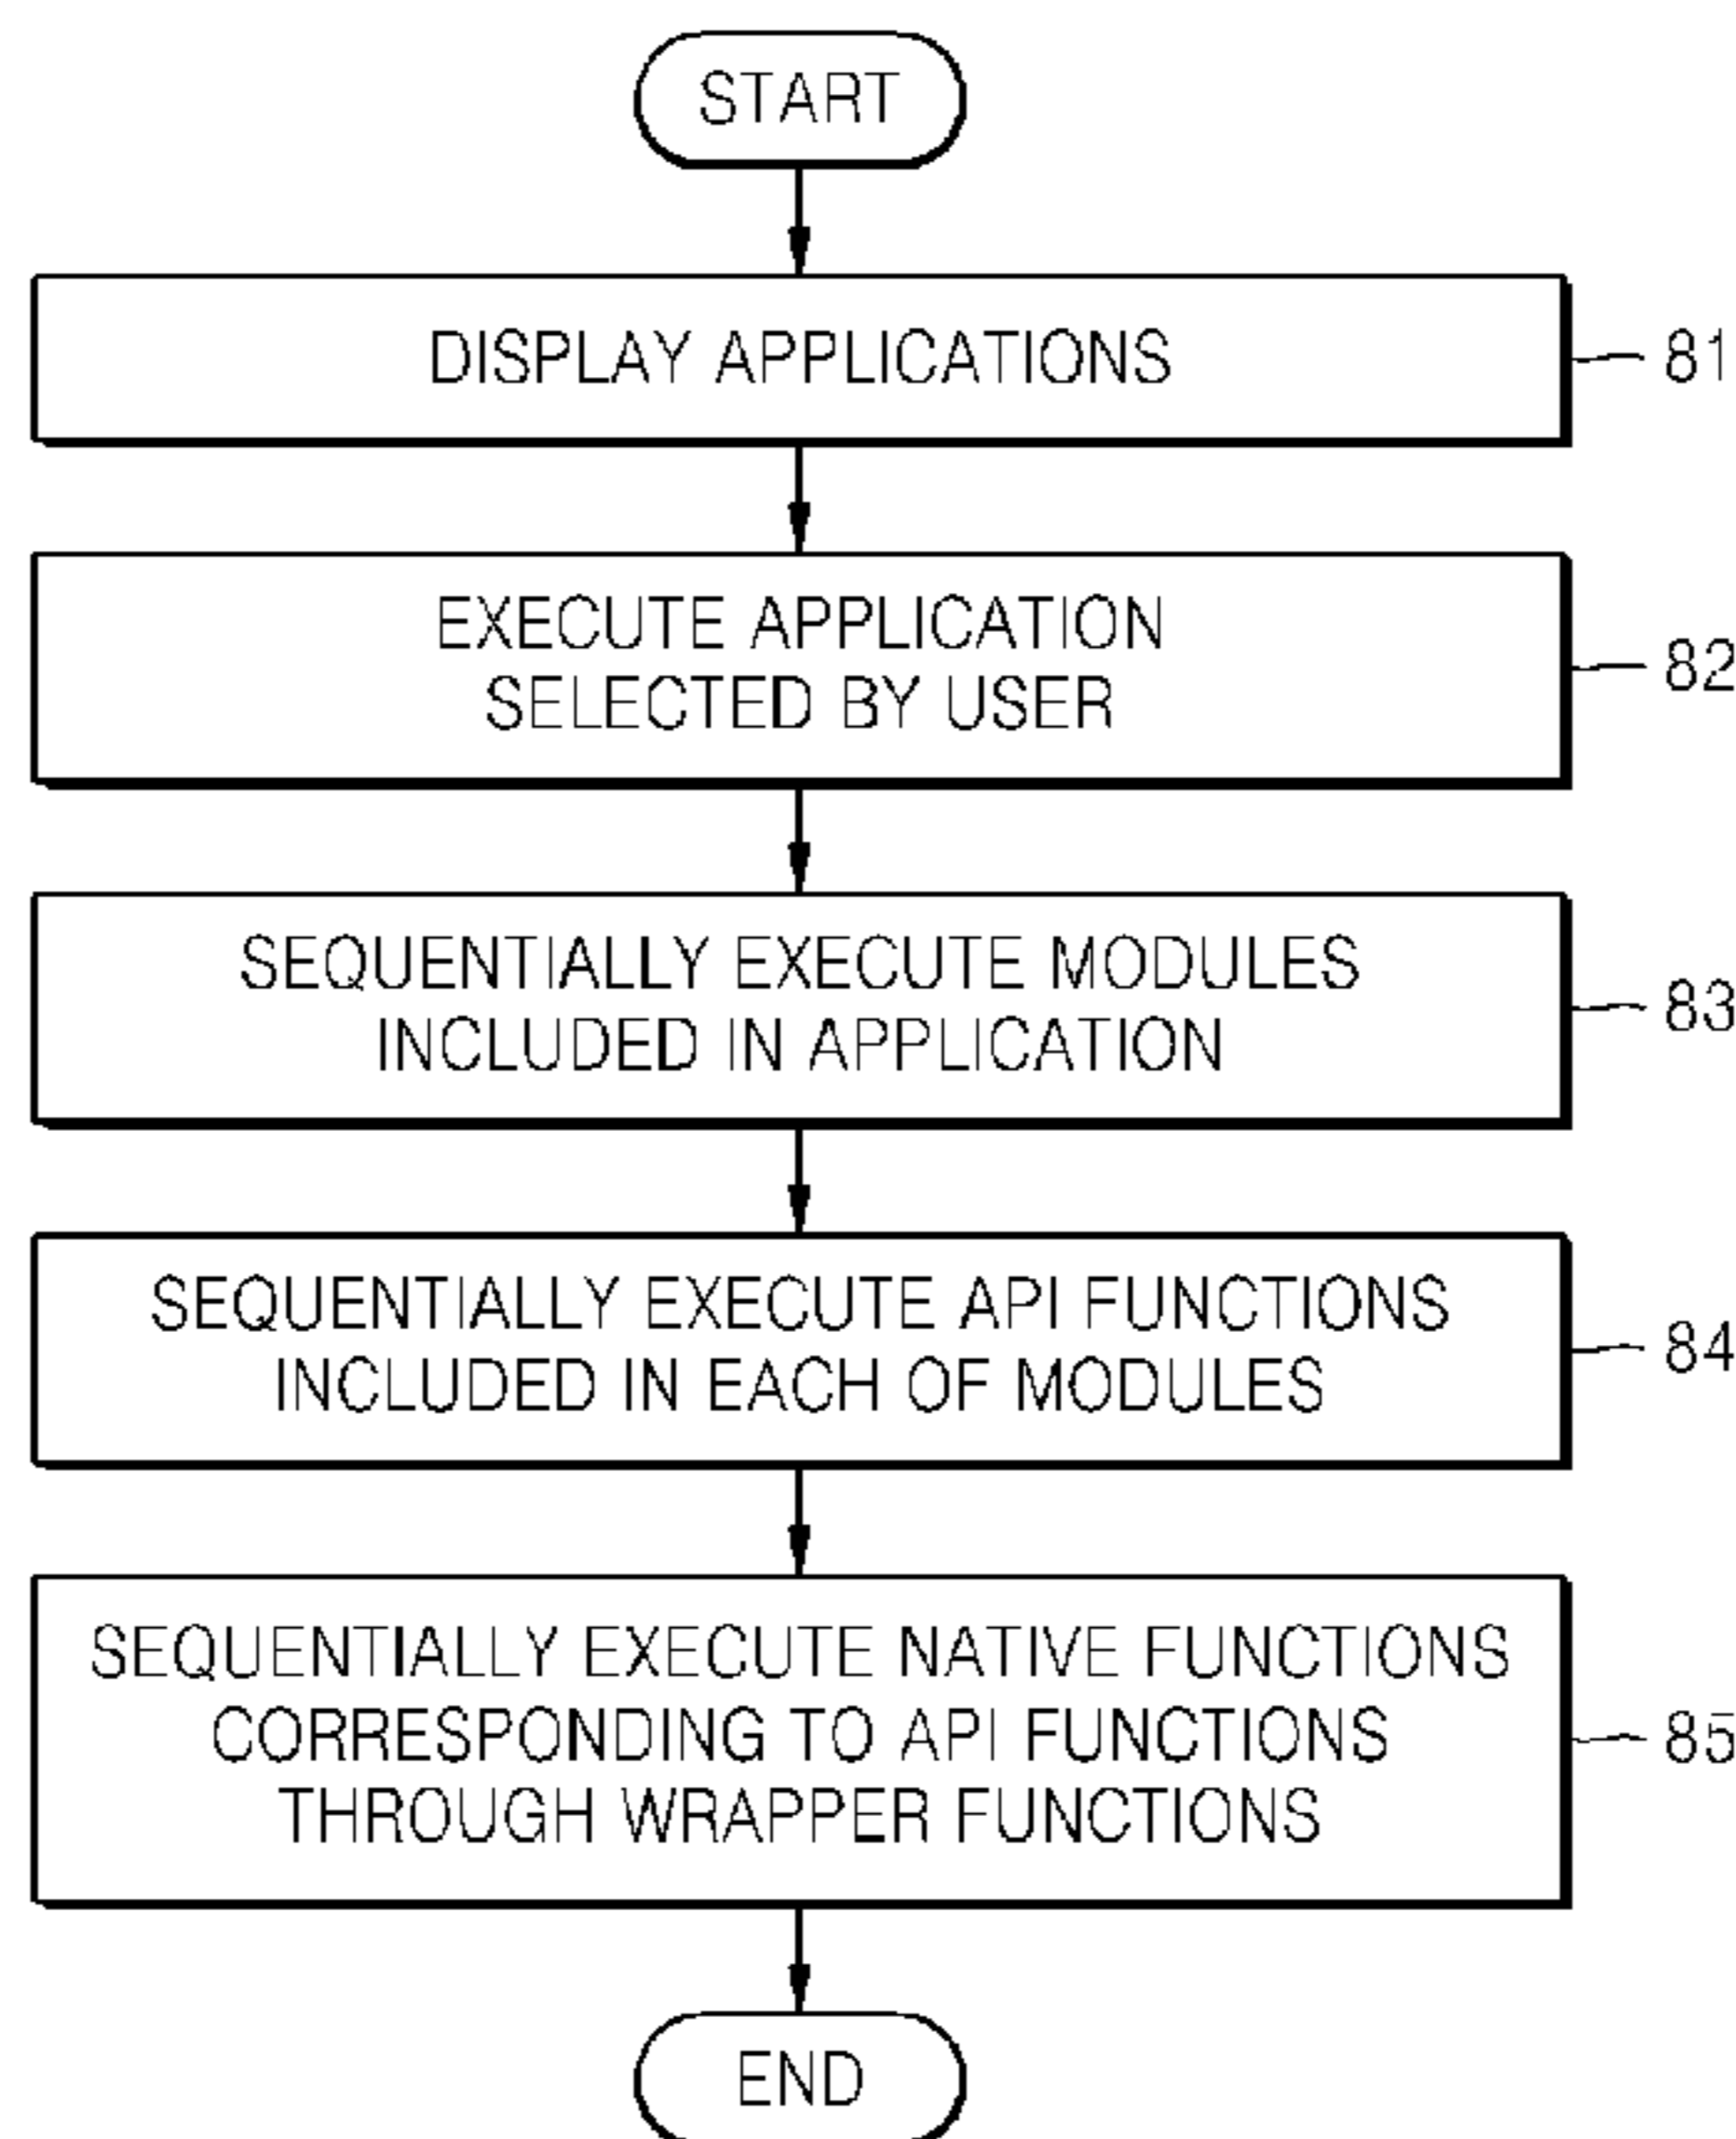 START
DISPLAY APPLICATIONS
81
EXECUTE APPLICATION
SELECTED BY USER
82
SEQUENTIALLY EXECUTE MODULES
INCLUDED IN APPLICATION
83
SEQUENTIALLY EXECUTE API FUNCTIONS
INCLUDED IN EACH OF MODULES
84
SEQUENTIALLY EXECUTE NATIVE FUNCTIONS
CORRESPONDING TO API FUNCTIONS
THROUGH WRAPPER FUNCTIONS
85
END